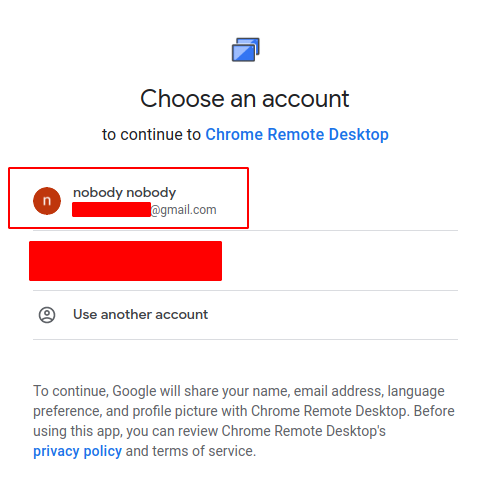 Choose an account
to continue to Chrome Remote Desktop
n
nobody nobody
@gmail.com
Use another account
To continue, Google will share your name, email address, language
preference, and profile picture with Chrome Remote Desktop. Before
using this app, you can review Chrome Remote Desktop's
privacy policy and terms of service.